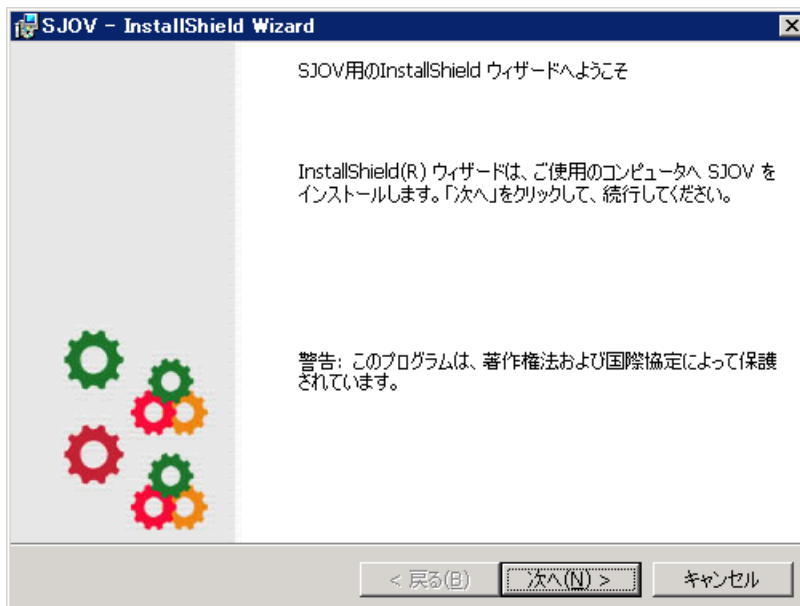 SJOV - InstallShield Wizard
SJOV用のInstallShield ウィザードへようこそ
InstallShield(R) ウィザードは、ご使用のコンピュータへ SJOV を
インストールします。「次へ」をクリックして、続行してください。
警告: このプログラムは、著作権法および国際協定によって保護
されています。
< 戻る(B)
次へ(N) >
キャンセル